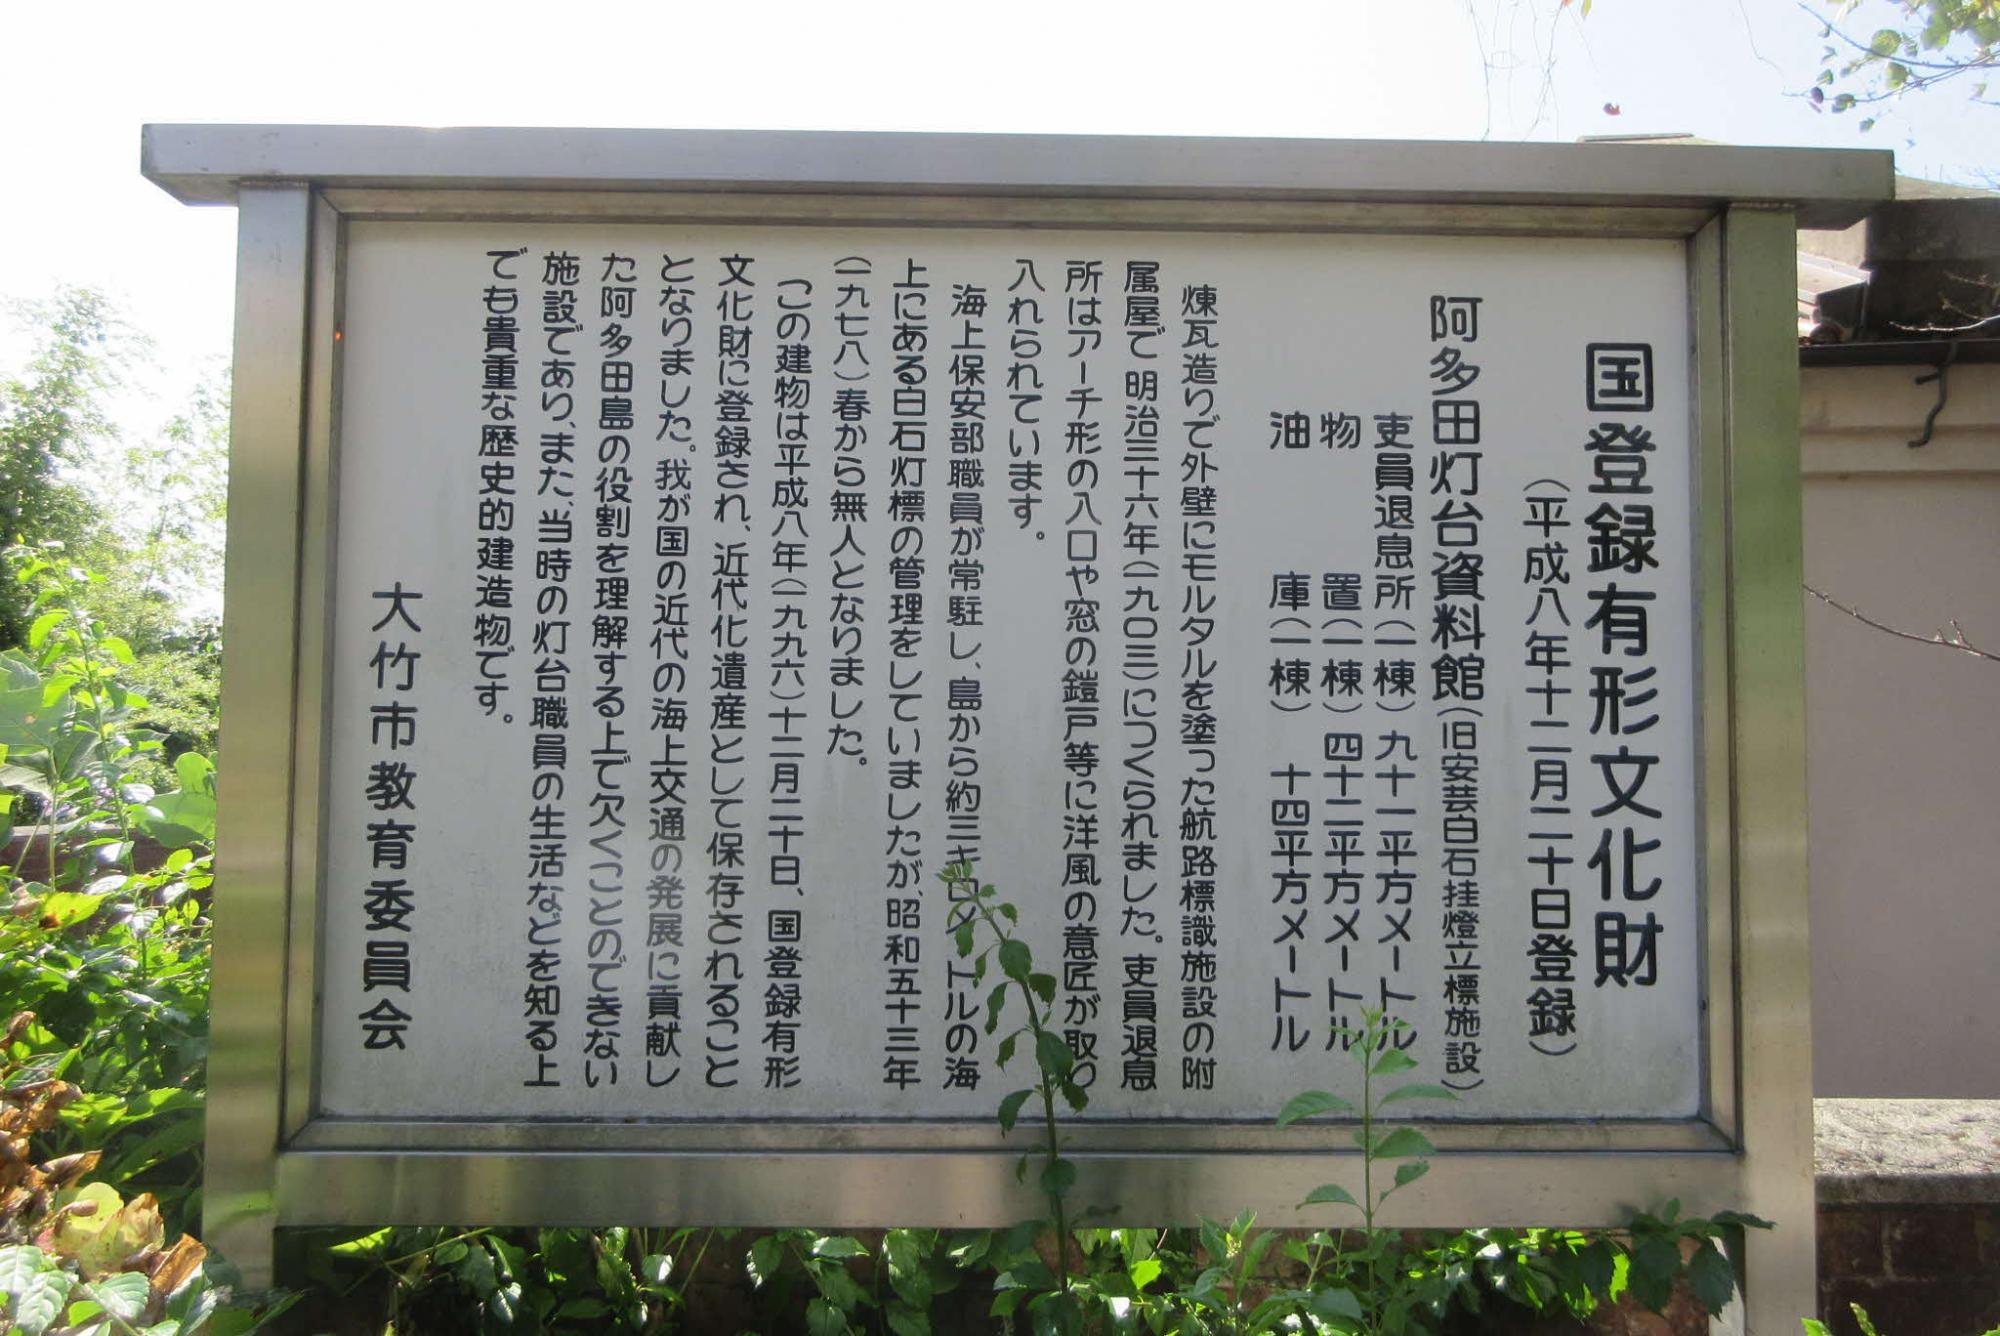 国登録有形文化財
(平成八年十二月二十日登録)
阿多田灯台資料館(旧安芸白石挂燈立標施設)
吏員退息所(一棟)九十一平方メートル
物置(一棟)四十二平方メートル
油庫(一棟)十四平方メートル
煉瓦造りで外壁にモルタルを塗った航路標識施設の附
属屋で明治三十六年(一九〇三)につくられました。吏員退息
所はアーチ形の入口や窓の鎧戸等に洋風の意匠が取り
入れられています。
海上保安部職員が常駐し、島から約三キロメートルの海
上にある白石灯標の管理をしていましたが、昭和五十三年
(一九七八)春から無人となりました。
この建物は平成八年(一九九六)十二月二十日、国登録有形
文化財に登録され、近代化遺産として保存されること
となりました。我が国の近代の海上交通の発展に貢献し
た阿多田島の役割を理解する上で欠くことのできない
施設であり、また、当時の灯台職員の生活などを知る上
でも貴重な歴史的建造物です。
大竹市教育委員会